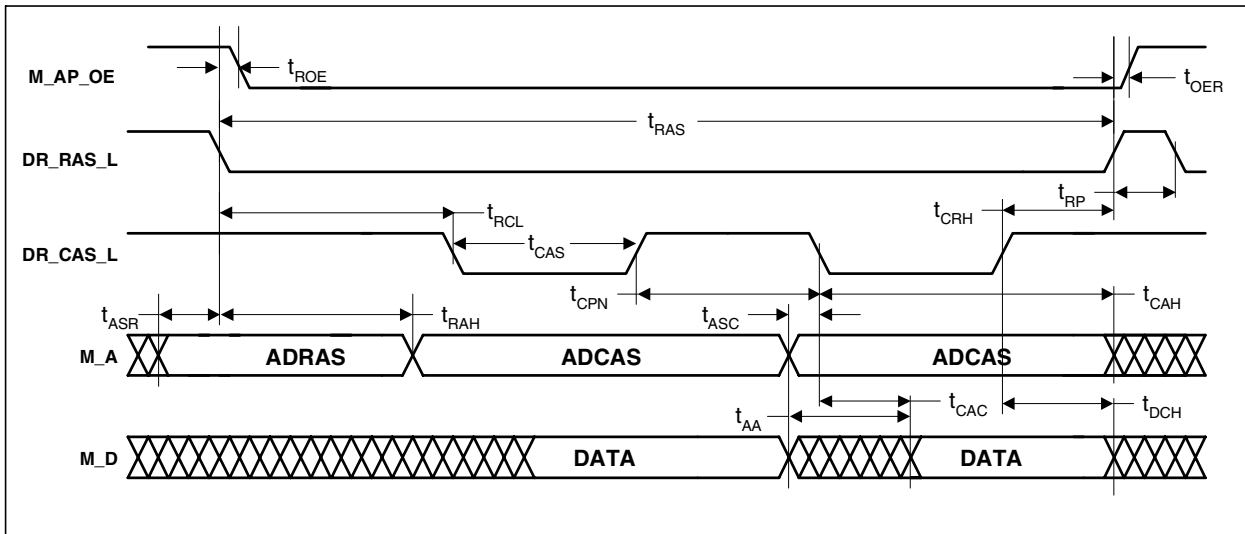 M_AP_OE
tROE
tOER
tRAS
DR_RAS_L
tRP
tRCL
tCRH
DR_CAS_L
tCAS
tCPN
tCAH
tASR
tRAH
tASC
M_A
ADRAS
ADCAS
ADCAS
tAA
tCAC
tDCH
M_D
DATA
DATA